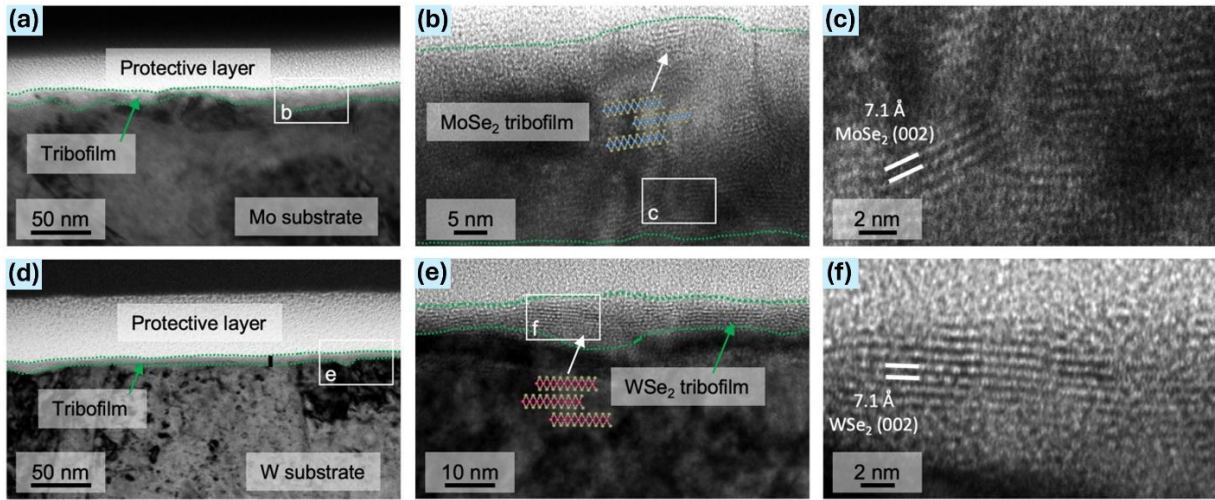 (a)
Protective layer
b
Tribofilm
50 nm
Mo substrate
(b)
MoSe₂ tribofilm
c
5 nm
(c)
7.1 Å
MoSe₂ (002)
2 nm
(d)
Protective layer
e
Tribofilm
50 nm
W substrate
(e)
f
WSe₂ tribofilm
10 nm
(f)
7.1 Å
WSe₂ (002)
2 nm